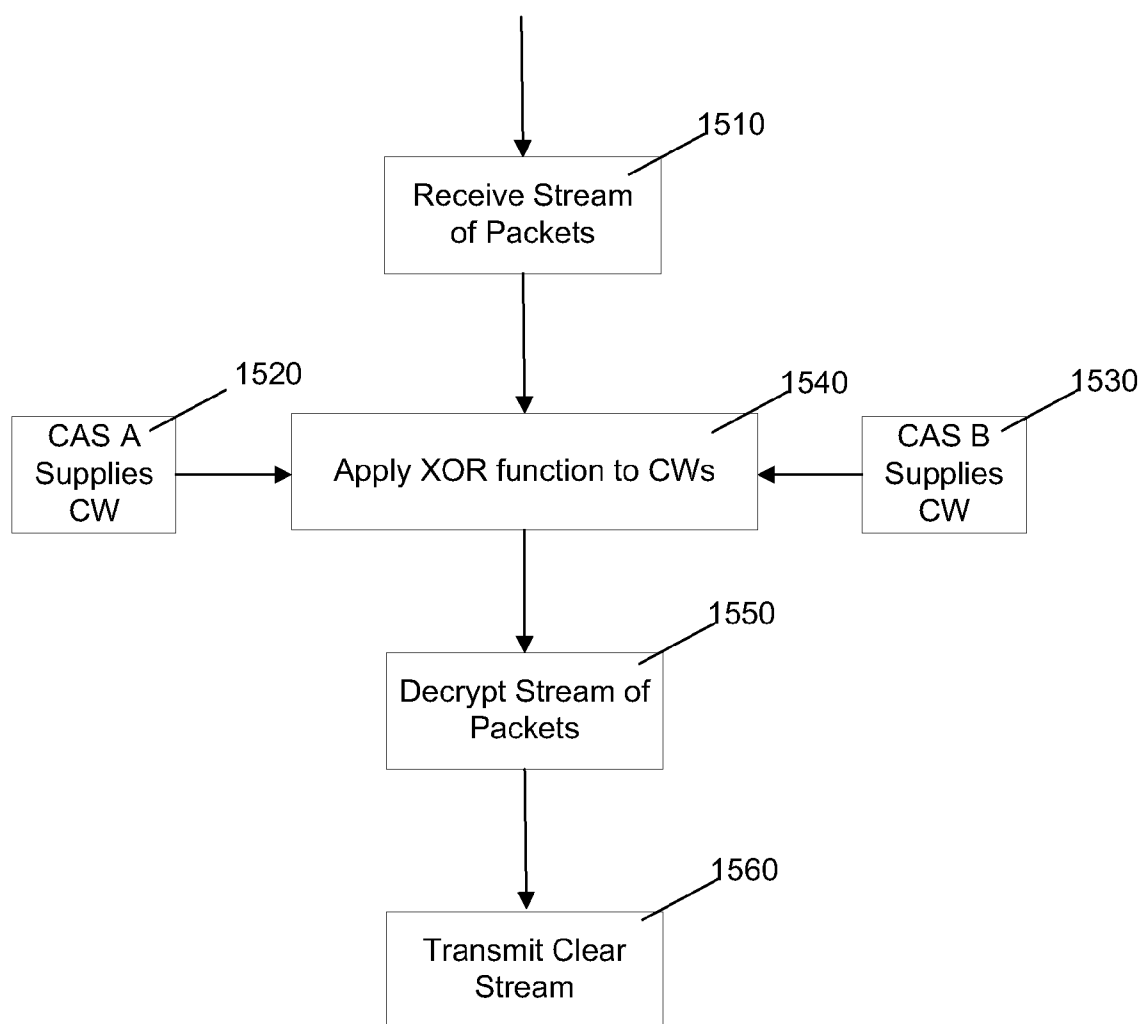 1510
Receive Stream
of Packets
1520
CAS A
Supplies
CW
1540
Apply XOR function to CWs
1530
CAS B
Supplies
CW
1550
Decrypt Stream of
Packets
1560
Transmit Clear
Stream